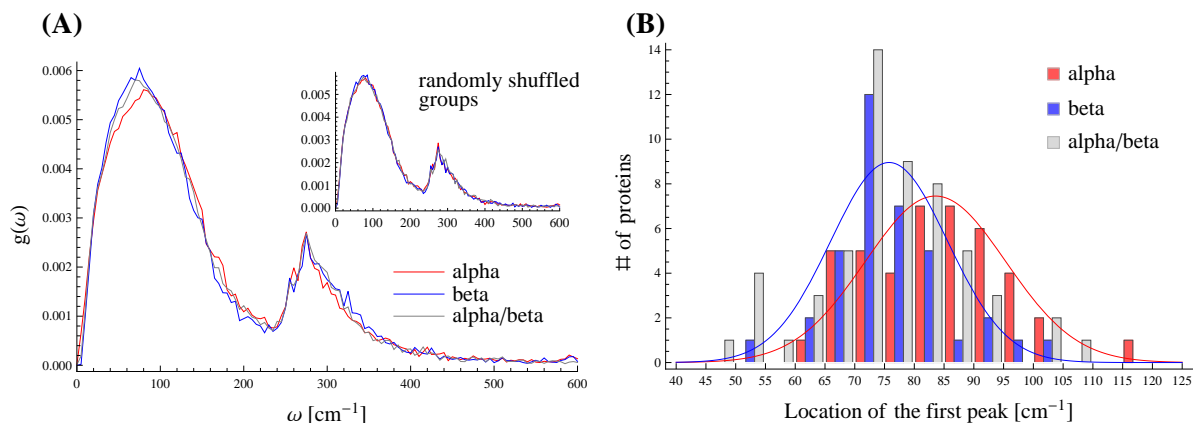 (A)
g(ω)
0.006
0.005
0.004
0.003
0.002
0.001
0.000
0 100 200 300 400 500 600
ω [cm⁻¹]
alpha
beta
alpha/beta
randomly shuffled
groups
0.005
0.004
0.003
0.002
0.001
0.000
0 100 200 300 400 500 600
(B)
# of proteins
14
12
10
8
6
4
2
0
40 45 50 55 60 65 70 75 80 85 90 95 100 105 110 115 120 125
Location of the first peak [cm⁻¹]
alpha
beta
alpha/beta